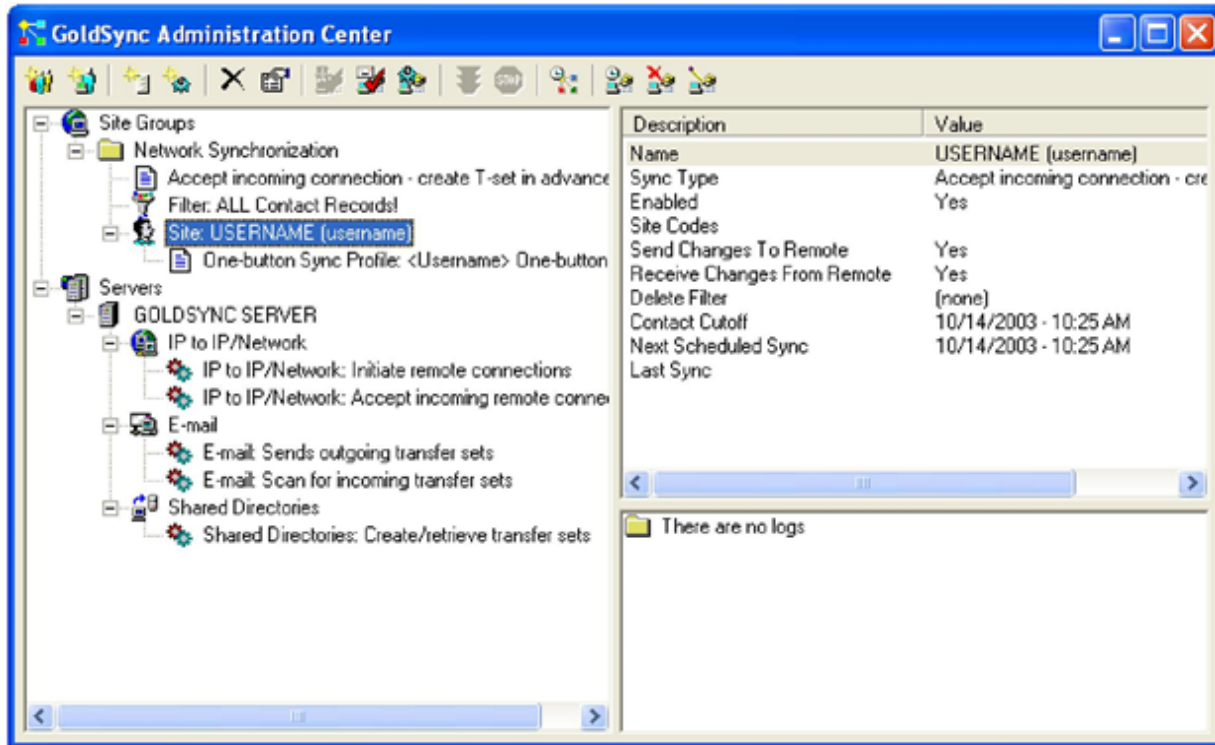 GoldSync Administration Center
STOP
Site Groups
Network Synchronization
Accept incoming connection - create T-set in advance
Filter: ALL Contact Records!
Site: USERNAME (username)
One-button Sync Profile: <Username> One-button
Servers
GOLDSYNC SERVER
IP to IP/Network
IP to IP/Network: Initiate remote connections
IP to IP/Network: Accept incoming remote conne
E-mail
E-mail: Sends outgoing transfer sets
E-mail: Scan for incoming transfer sets
Shared Directories
Shared Directories: Create/retrieve transfer sets
Description Value
Name USERNAME (username)
Sync Type Accept incoming connection - cre
Enabled Yes
Site Codes
Send Changes To Remote Yes
Receive Changes From Remote Yes
Delete Filter (none)
Contact Cutoff 10/14/2003 - 10:25 AM
Next Scheduled Sync 10/14/2003 - 10:25 AM
Last Sync
There are no logs